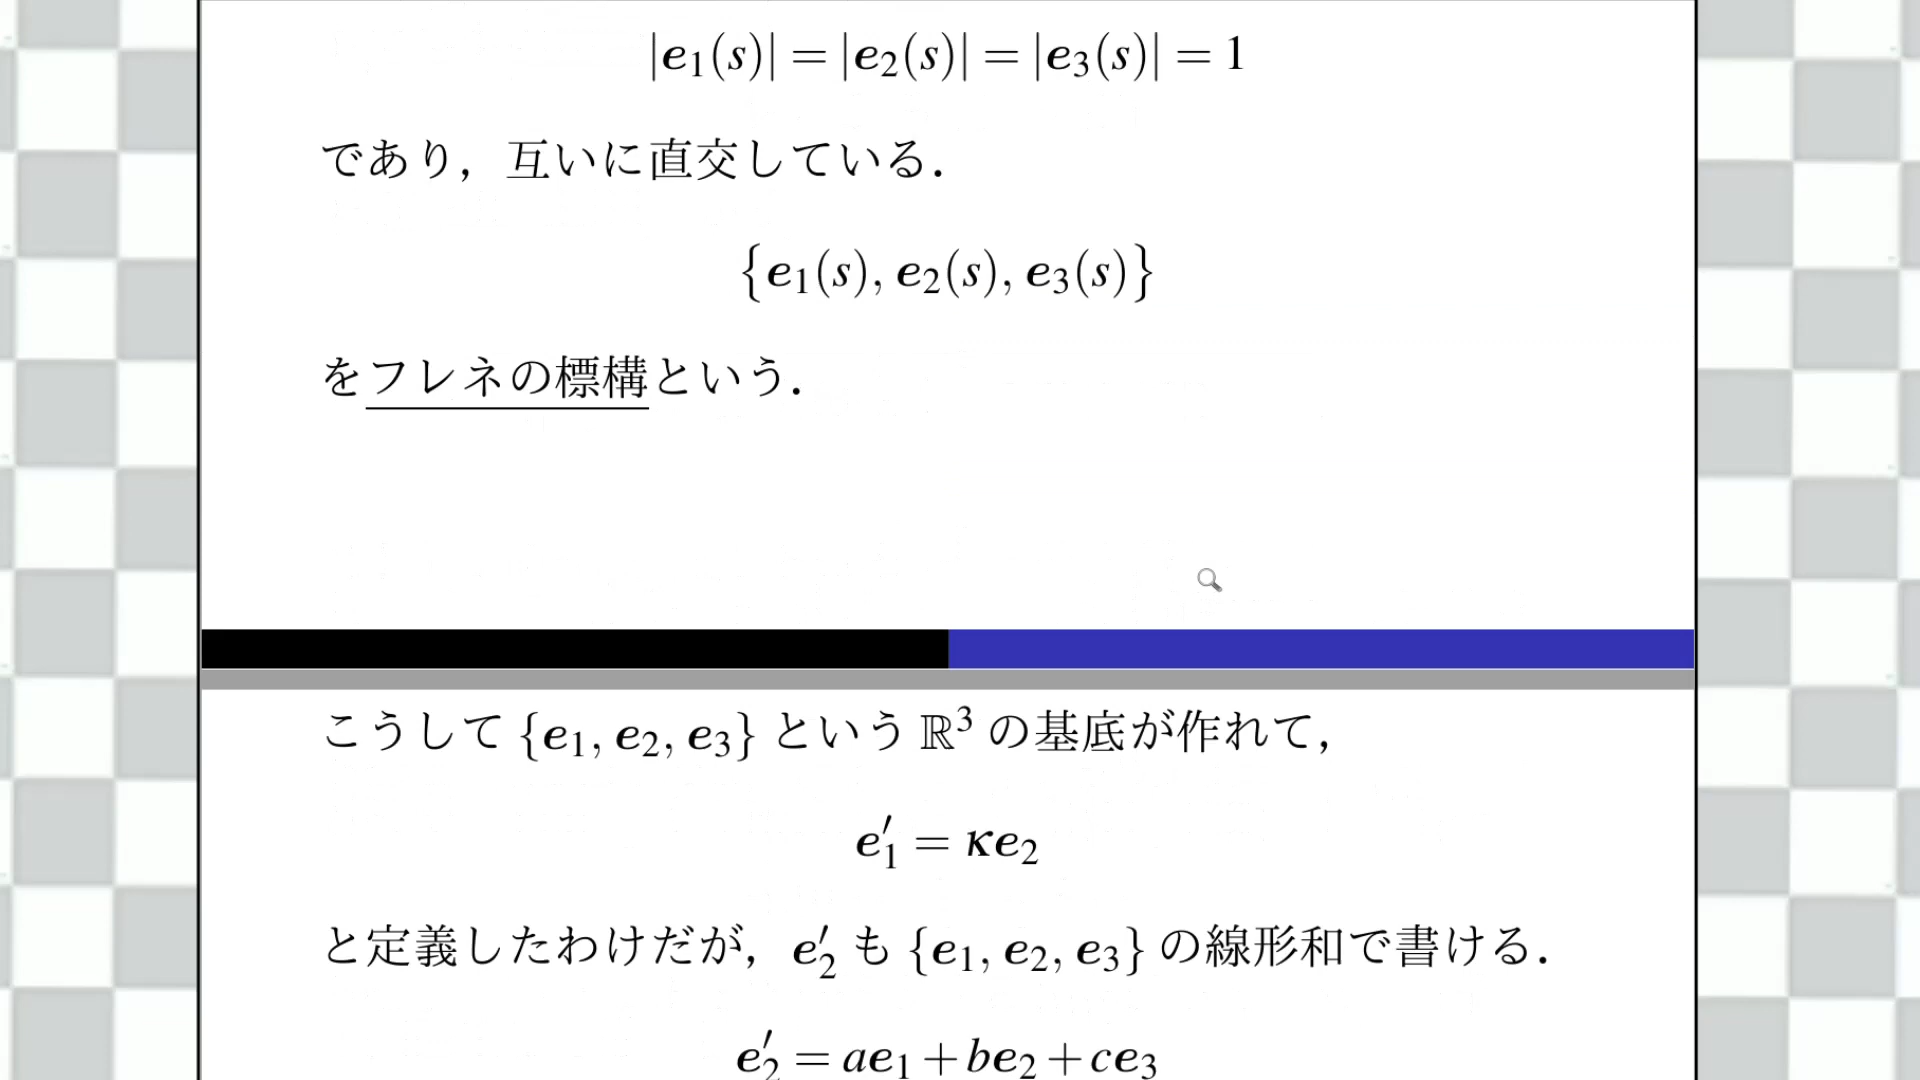 |e₁(s)| = |e₂(s)| = |e₃(s)| = 1
であり，互いに直交している．
{e₁(s), e₂(s), e₃(s)}
をフレネの標構という．
こうして {e₁, e₂, e₃} という ℝ³ の基底が作れて，
e₁′ = κe₂
と定義したわけだが，e₂′ も {e₁, e₂, e₃} の線形和で書ける．
e₂′ = ae₁ + be₂ + ce₃